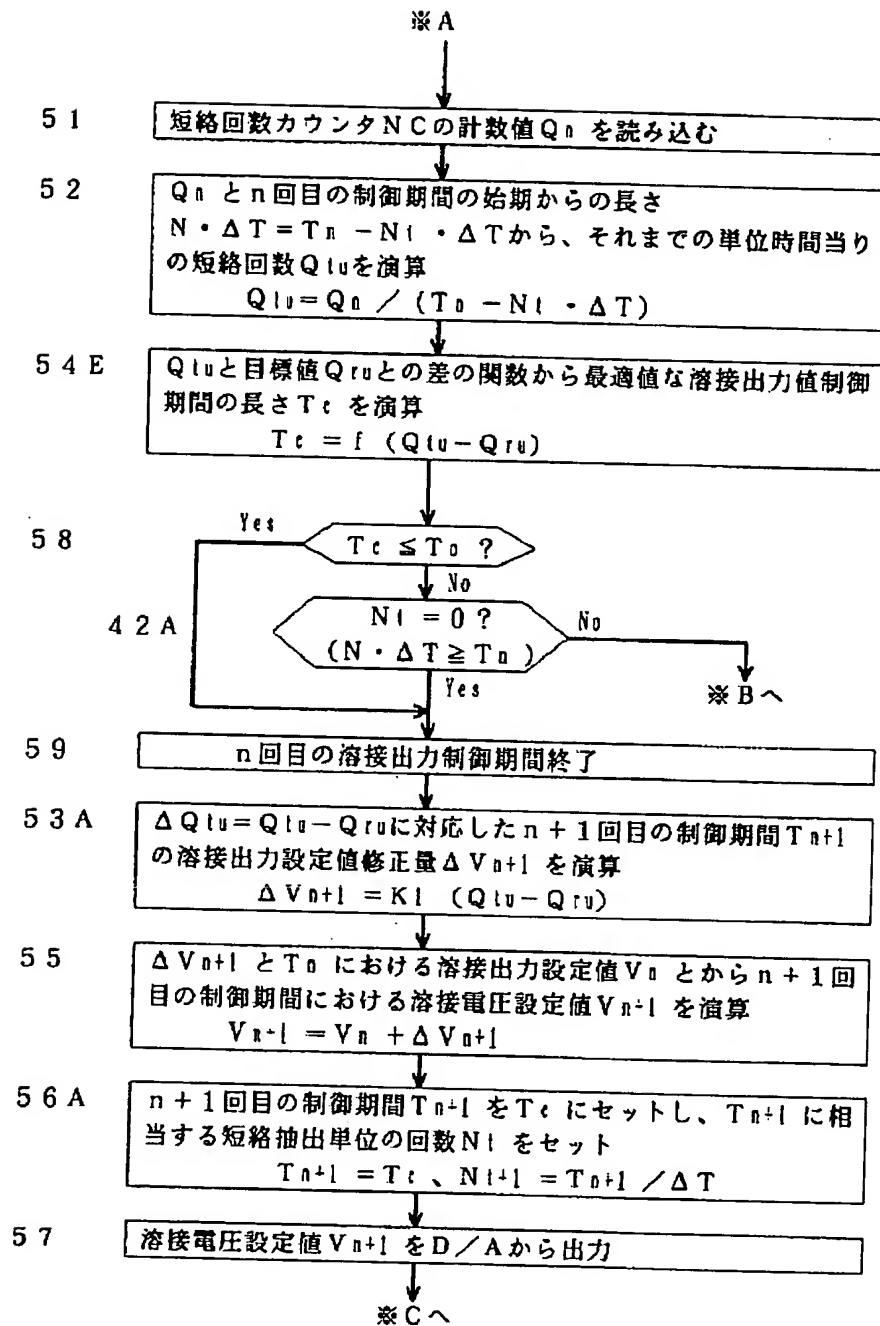 ※A
51
短絡回数カウンタNCの計数値Qn を読み込む
52
Qn とn回目の制御期間の始期からの長さ
N・ΔT=Tn −Nt ・ΔTから、それまでの単位時間当り
の短絡回数Qtuを演算
Qtu=Qn /(Tn −Nt ・ΔT)
54E
Qtuと目標値Qruとの差の関数から最適値な溶接出力値制御
期間の長さTc を演算
Tc =f (Qtu−Qru)
Yes
58
Tc ≦Tn ?
No
42A
Nt =0?
(N・ΔT≧Tn )
No
Yes
※Bへ
59
n回目の溶接出力制御期間終了
53A
ΔQtu=Qtu−Qruに対応したn+1回目の制御期間Tn+1
の溶接出力設定値修正量ΔVn+1 を演算
ΔVn+1 =K1 (Qtu−Qru)
55
ΔVn+1 とTn における溶接出力設定値Vn とからn+1回
目の制御期間における溶接電圧設定値Vn+1 を演算
Vn+1 =Vn +ΔVn+1
56A
n+1回目の制御期間Tn+1 をTc にセットし、Tn+1 に相
当する短絡抽出単位の回数Nt をセット
Tn+1 =Tc 、Nt+1 =Tn+1 /ΔT
57
溶接電圧設定値Vn+1 をD/Aから出力
※Cへ